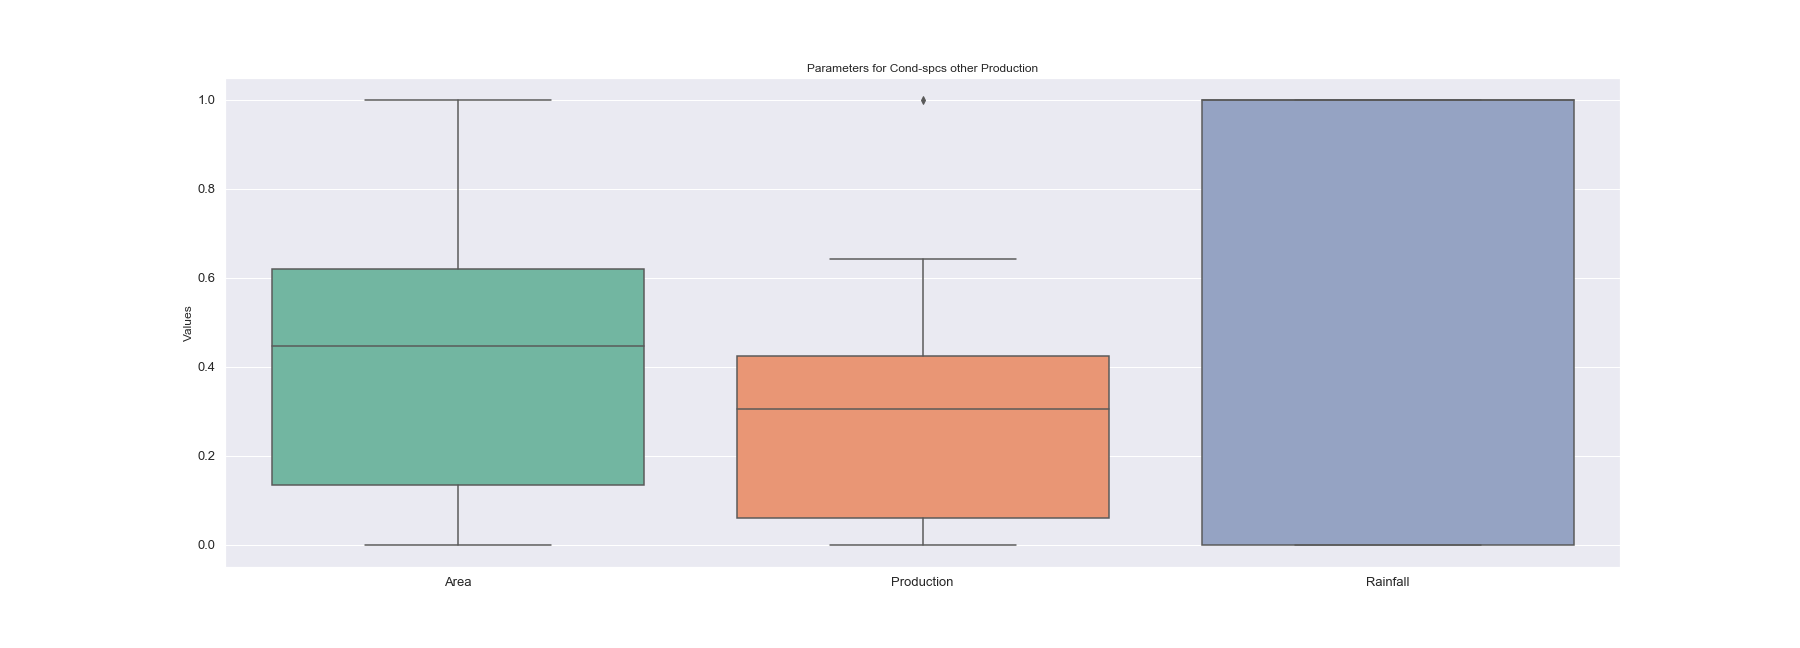 Parameters for Cond-spcs other Production
1.0
0.8
0.6
0.4
0.2
0.0
Values
Area
Production
Rainfall